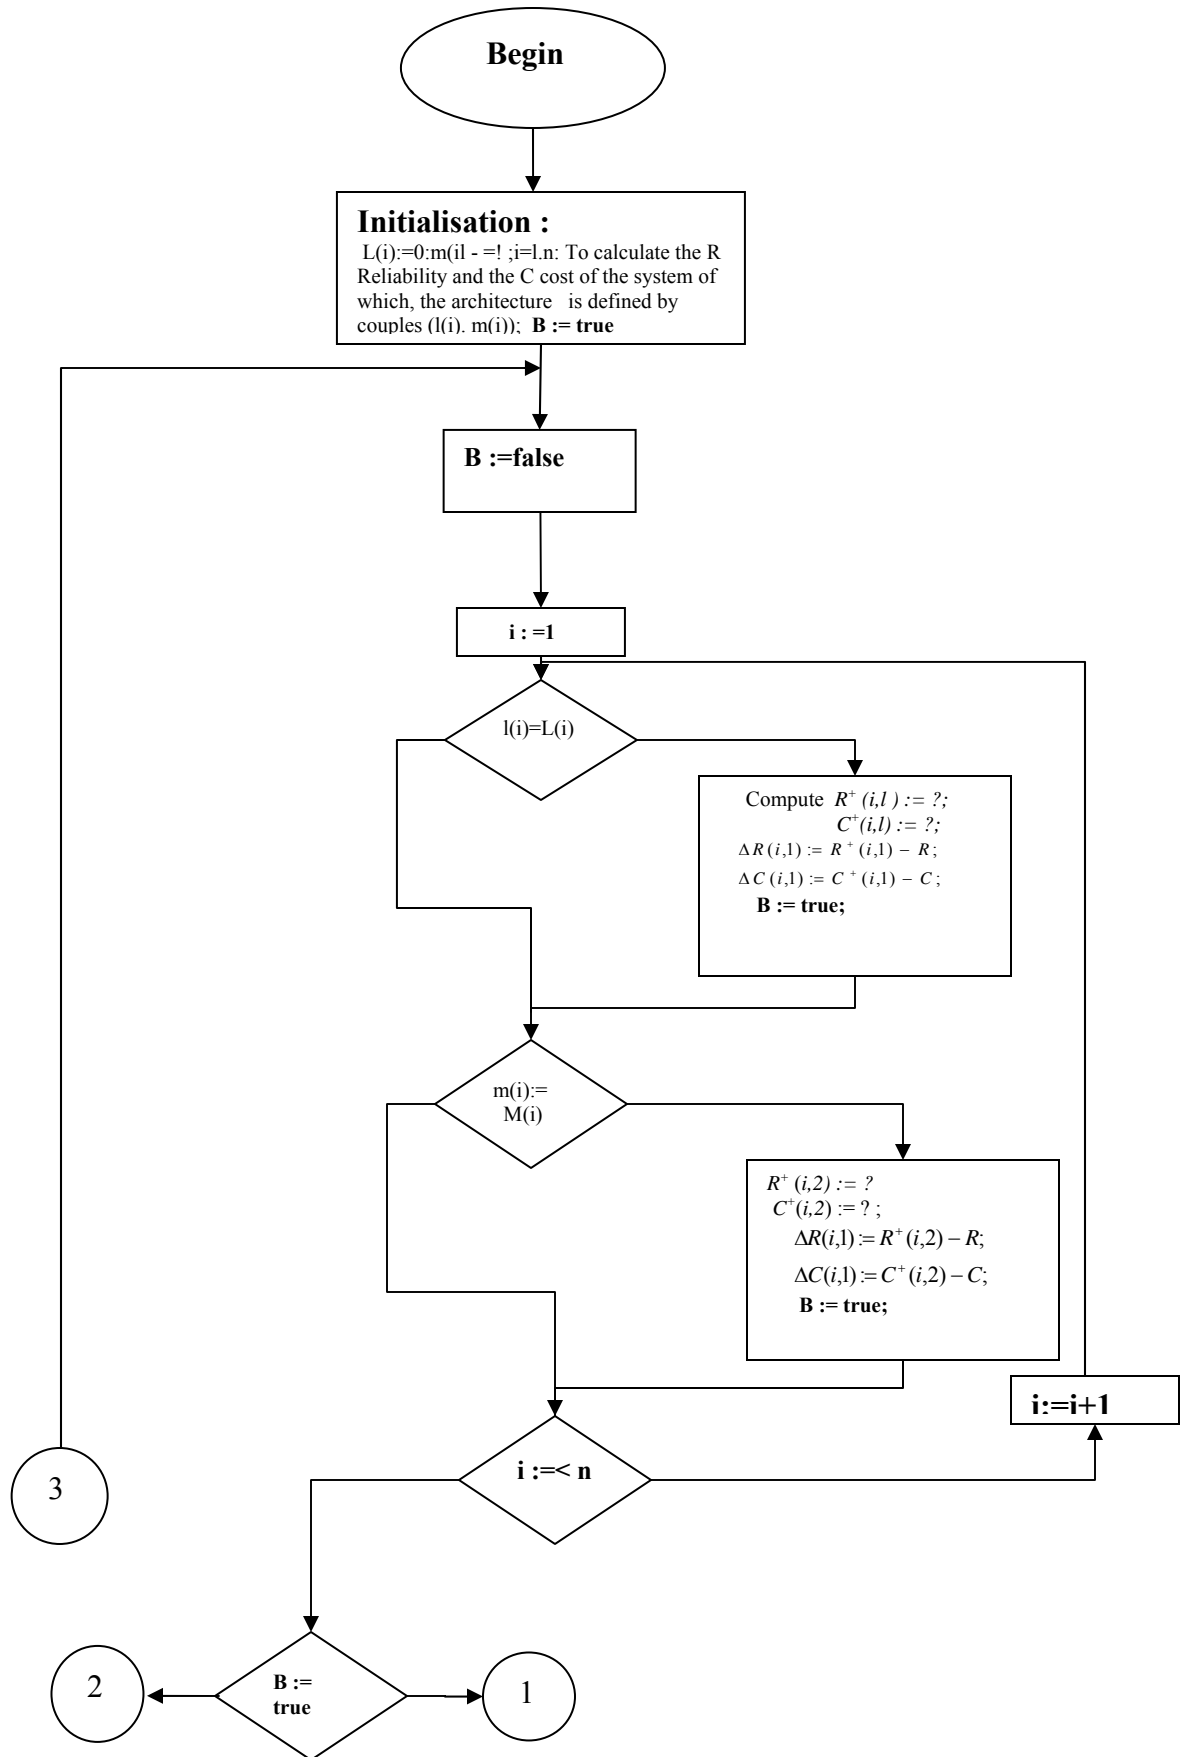 Begin
Initialisation :
L(i):=0:m(il - =! ;i=l.n: To calculate the R
Reliability and the C cost of the system of
which, the architecture is defined by
couples (l(i). m(i)); B := true
B :=false
i : =1
l(i)=L(i)
Compute R⁺ (i,l ) := ?;
C⁺(i,l) := ?;
ΔR(i,1) := R⁺(i,1) − R;
ΔC(i,1) := C⁺(i,1) − C;
B := true;
m(i):=
M(i)
R⁺ (i,2) := ?
C⁺(i,2) := ? ;
ΔR(i,1) := R⁺(i,2) − R;
ΔC(i,1) := C⁺(i,2) − C;
B := true;
i:=i+1
i :=< n
3
B :=
true
2
1